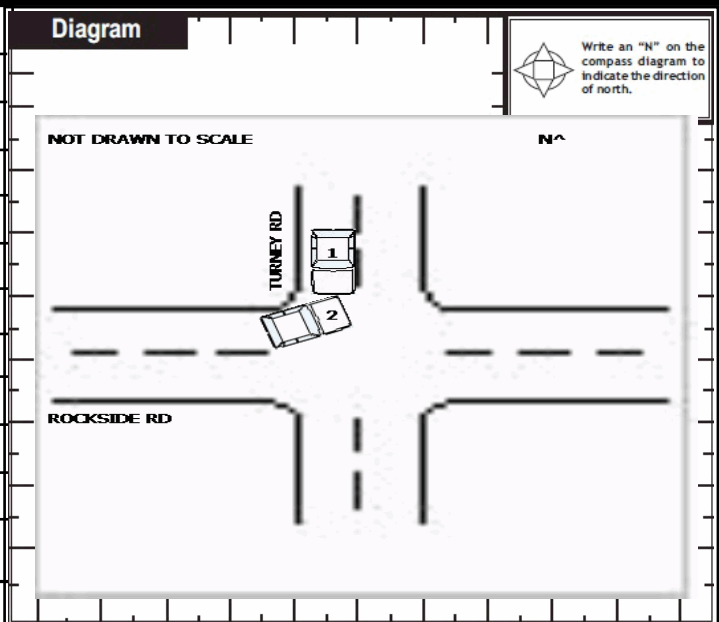 Diagram
Write an “N” on the
compass diagram to
indicate the direction
of north.
NOT DRAWN TO SCALE
N^
TURNEY RD
1
2
ROCKSIDE RD